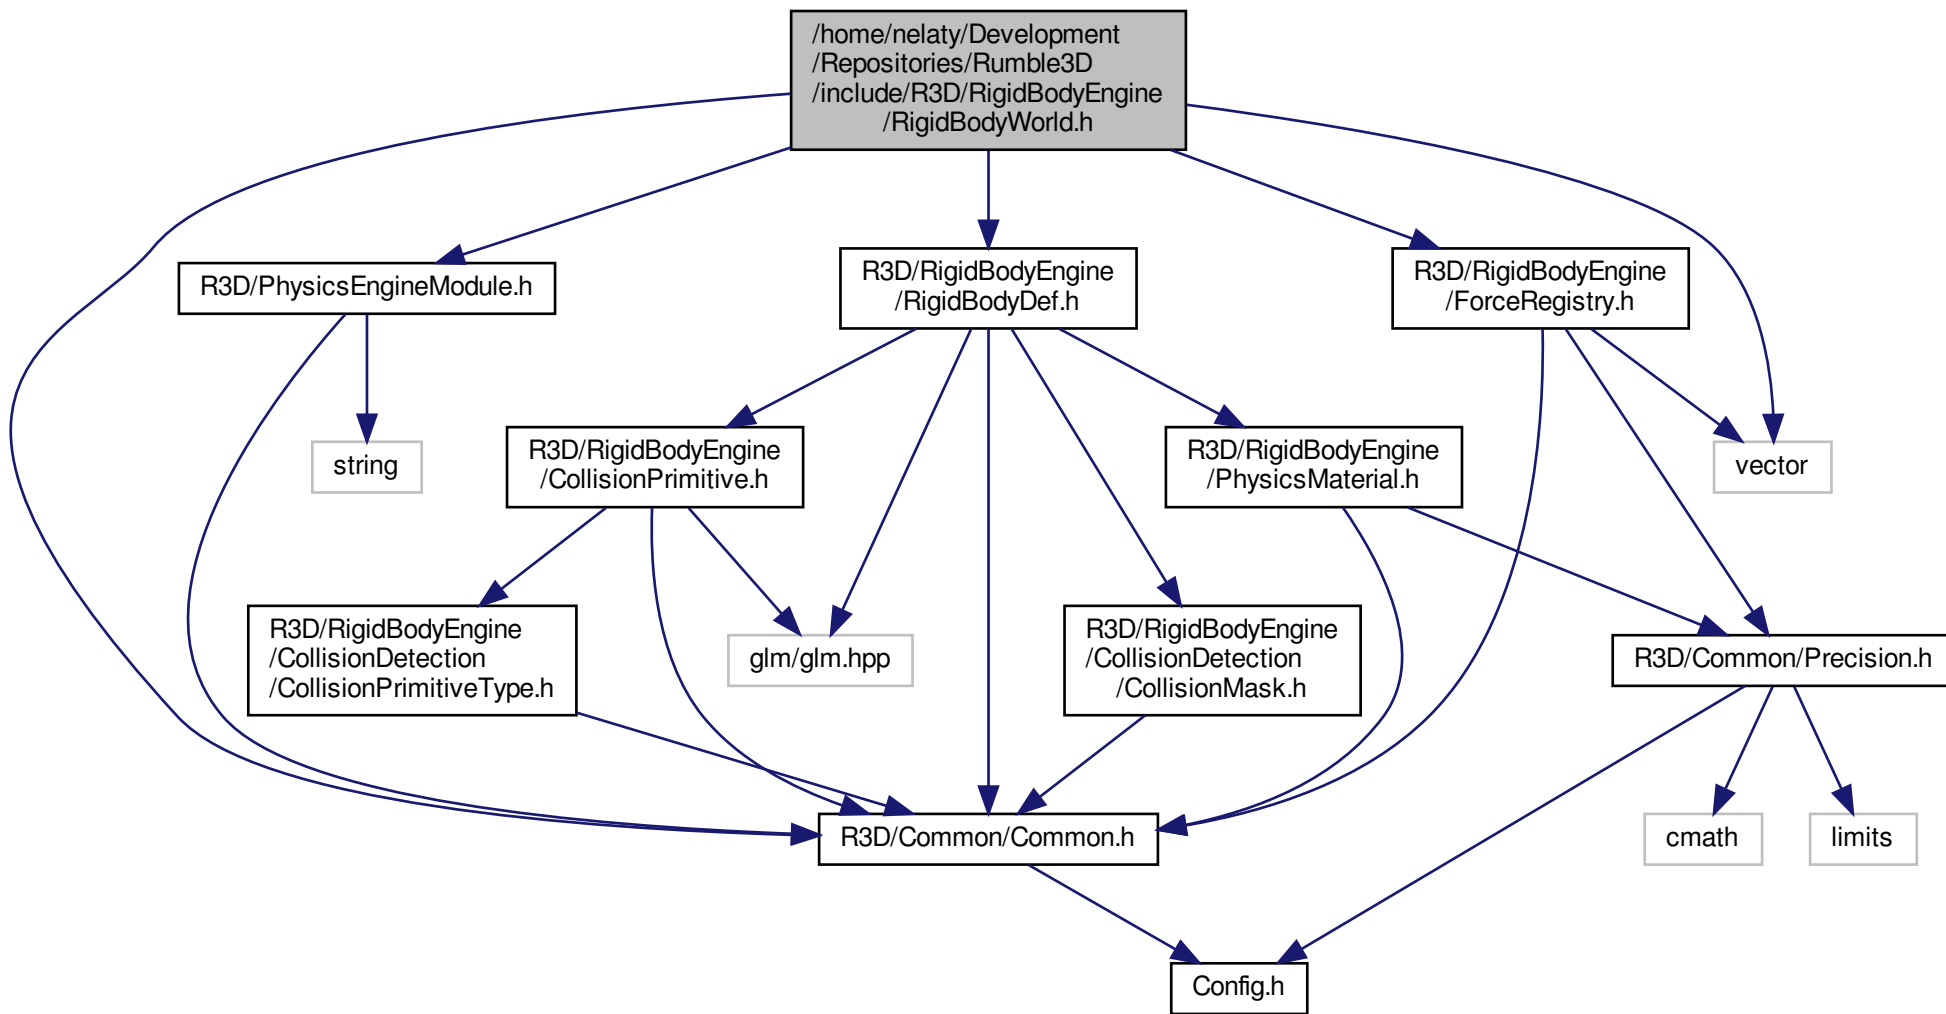 /home/nelaty/Development
/Repositories/Rumble3D
/include/R3D/RigidBodyEngine
/RigidBodyWorld.h
R3D/PhysicsEngineModule.h
R3D/RigidBodyEngine
/RigidBodyDef.h
R3D/RigidBodyEngine
/ForceRegistry.h
string
R3D/RigidBodyEngine
/CollisionPrimitive.h
R3D/RigidBodyEngine
/PhysicsMaterial.h
vector
R3D/RigidBodyEngine
/CollisionDetection
/CollisionPrimitiveType.h
glm/glm.hpp
R3D/RigidBodyEngine
/CollisionDetection
/CollisionMask.h
R3D/Common/Precision.h
R3D/Common/Common.h
cmath
limits
Config.h